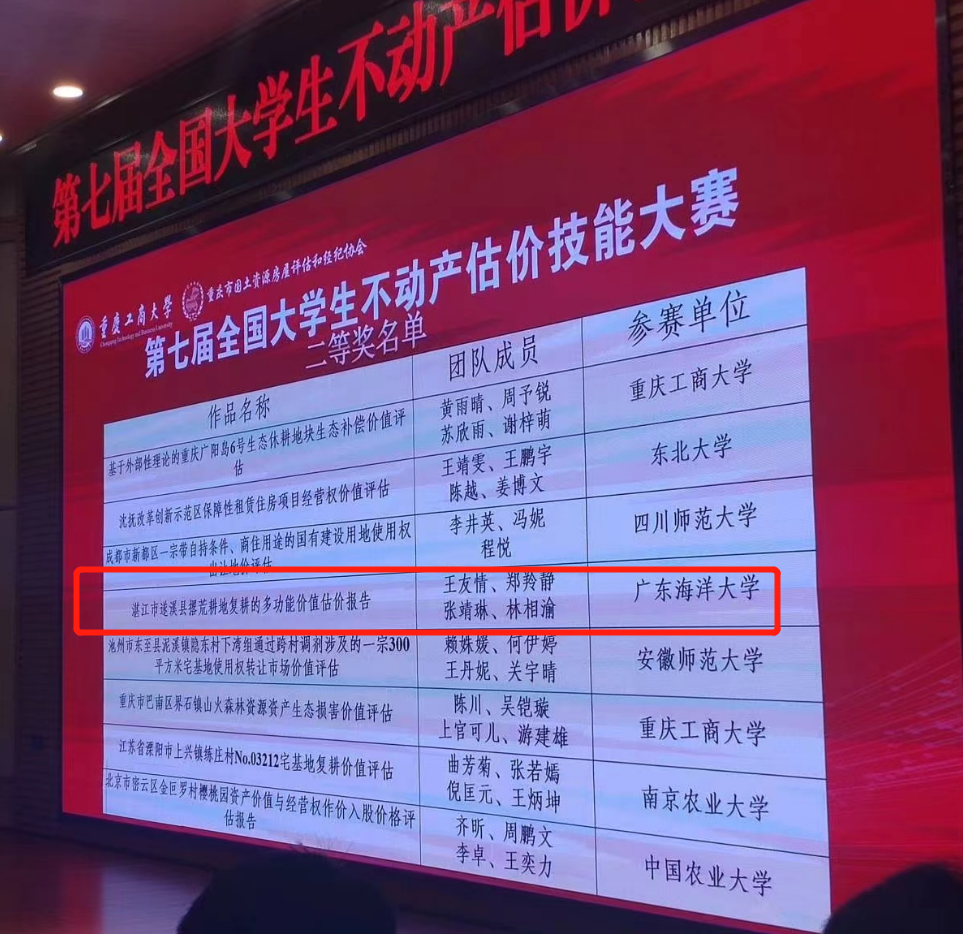 第七届全国大学生不动产估价
重庆工商大学
Chongqing Technology and Business University
重庆市国土资源房屋评估和经纪协会
第七届全国大学生不动产估价技能大赛
二等奖名单
作品名称 团队成员 参赛单位
基于外部性理论的重庆广阳岛6号生态休耕地块生态补偿价值评
估
黄雨晴、周予锐
苏欣雨、谢梓萌
重庆工商大学
沈抚改革创新示范区保障性租赁住房项目经营权价值评估
王靖雯、王鹏宇
陈越、姜博文
东北大学
成都市新都区一宗带自持条件、商住用途的国有建设用地使用权
出让地价评估
李井英、冯妮
程悦
四川师范大学
湛江市遂溪县撂荒耕地复耕的多功能价值估价报告
王友情、郑羚静
张靖琳、林相渝
广东海洋大学
池州市东至县泥溪镇隐东村下湾组通过跨村调剂涉及的一宗300
平方米宅基地使用权转让市场价值评估
赖姝媛、何伊婷
王丹妮、关宇晴
安徽师范大学
重庆市巴南区界石镇山火森林资源资产生态损害价值评估
陈川、吴铠璇
上官可儿、游建雄
重庆工商大学
江苏省溧阳市上兴镇练庄村No.03212宅基地复耕价值评估
曲芳菊、张若嫣
倪匡元、王炳坤
南京农业大学
北京市密云区金叵罗村樱桃园资产价值与经营权作价入股价格评
估报告
齐昕、周鹏文
李卓、王奕力
中国农业大学